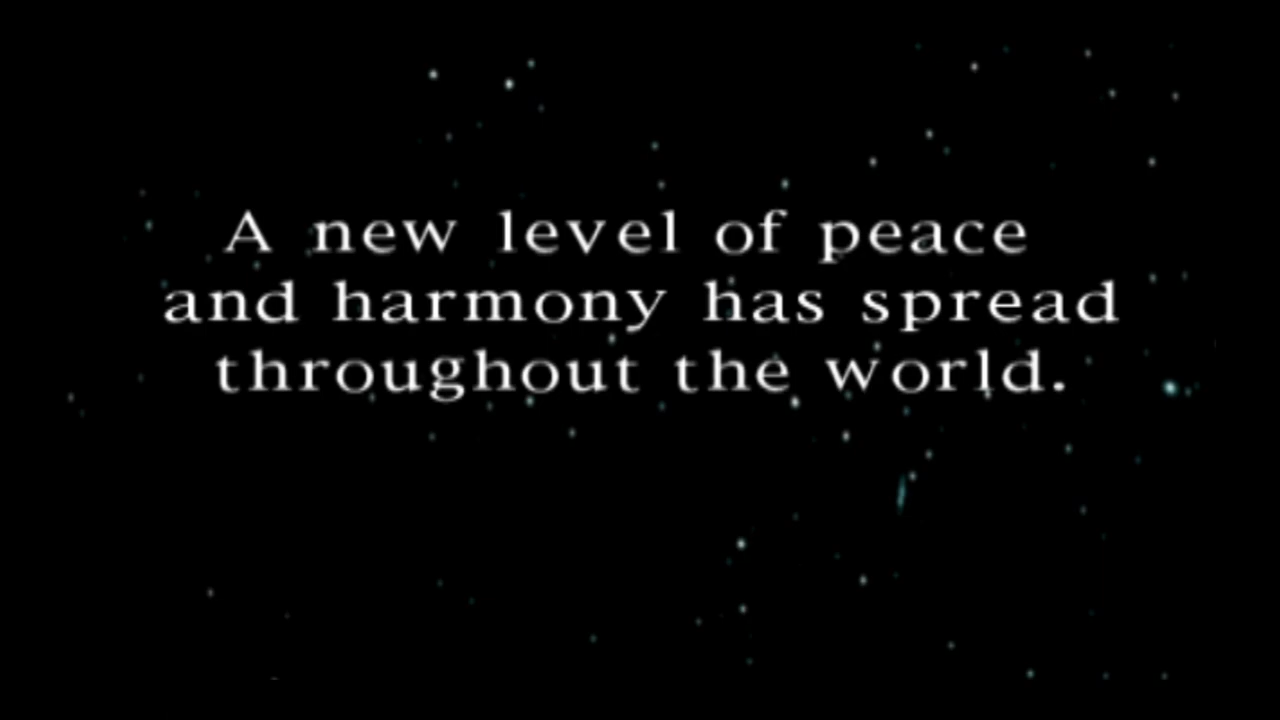 A new level of peace
and harmony has spread
throughout the world.